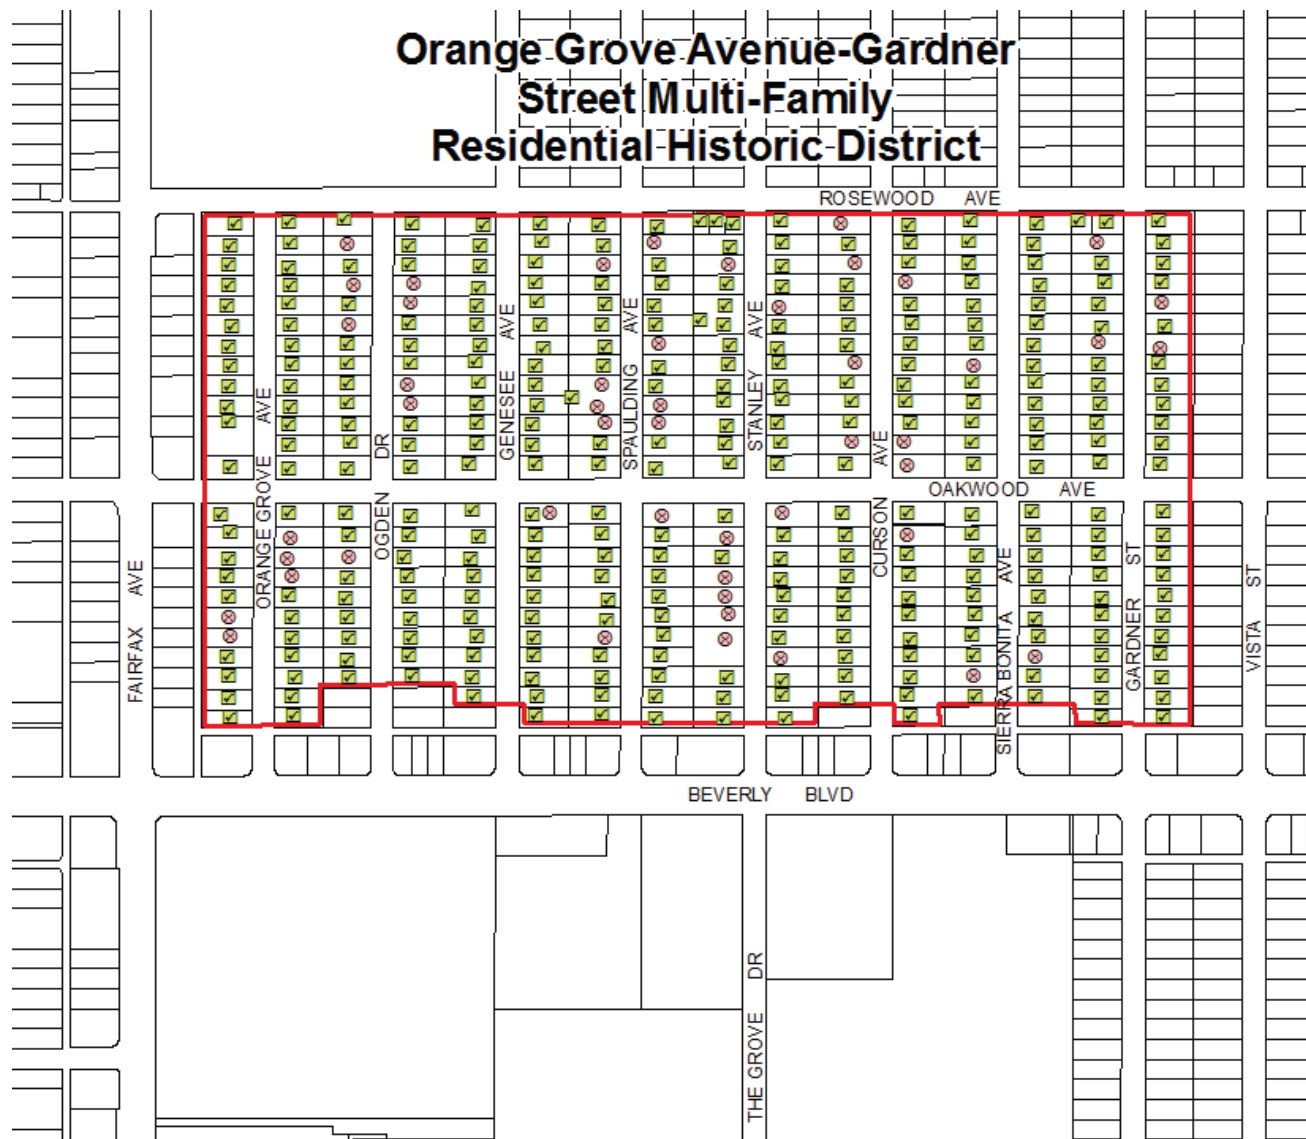 Orange Grove Avenue-Gardner
Street Multi-Family
Residential Historic District
ROSEWOOD AVE
GENESEE AVE
SPAULDING AVE
STANLEY AVE
ORANGE GROVE AVE
OGDEN DR
CURSON AVE
OAKWOOD AVE
FAIRFAX AVE
SIERRA BONITA AVE
GARDNER ST
VISTA ST
BEVERLY BLVD
THE GROVE DR